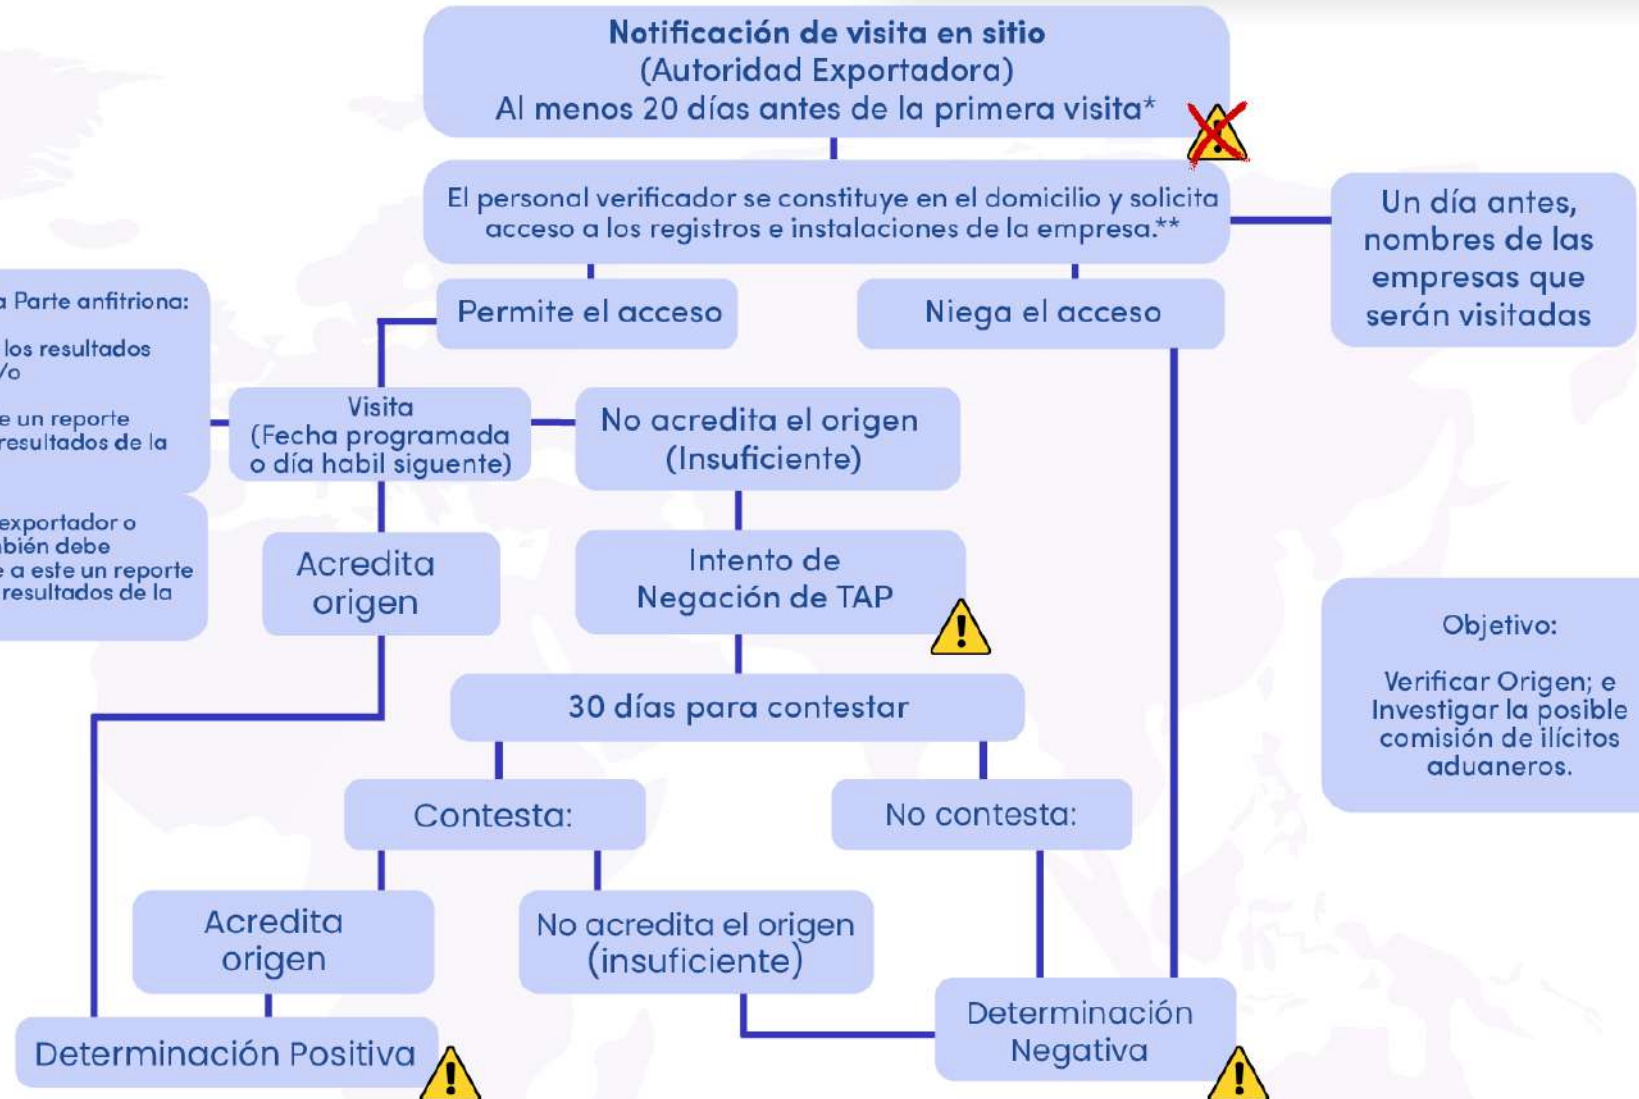 Notificación de visita en sitio
(Autoridad Exportadora)
Al menos 20 días antes de la primera visita*
El personal verificador se constituye en el domicilio y solicita
acceso a los registros e instalaciones de la empresa.**
Un día antes,
nombres de las
empresas que
serán visitadas
Permite el acceso
Niega el acceso
a Parte anfitriona:
los resultados
/o
e un reporte
resultados de la
Visita
(Fecha programada
o día habil siguente)
No acredita el origen
(Insuficiente)
exportador o
mbién debe
e a este un reporte
resultados de la
Acredita
origen
Intento de
Negación de TAP
Objetivo:
Verificar Origen; e
Investigar la posible
comisión de ilícitos
aduaneros.
30 días para contestar
Contesta:
No contesta:
Acredita
origen
No acredita el origen
(insuficiente)
Determinación Positiva
Determinación
Negativa